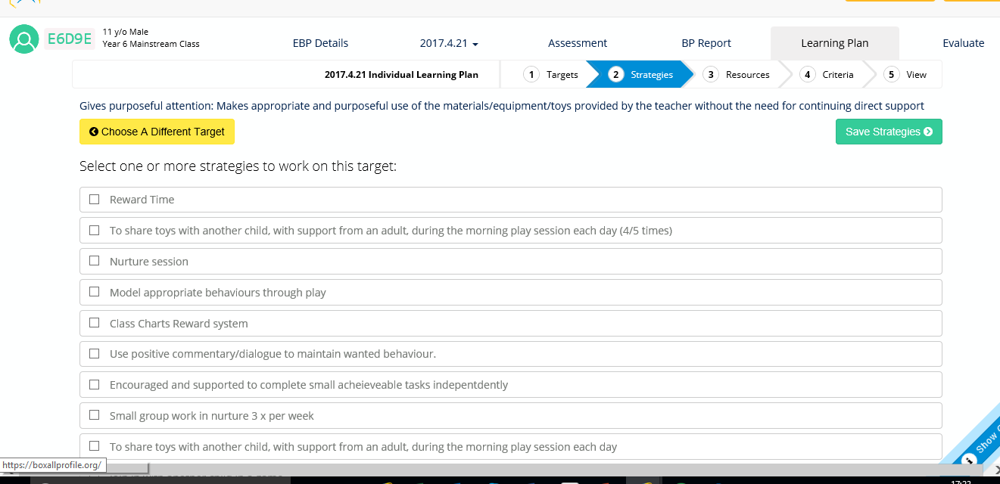 E6D9E
11 y/o Male
Year 6 Mainstream Class
EBP Details
2017.4.21
Assessment
BP Report
Learning Plan
Evaluate
2017.4.21 Individual Learning Plan
1 Targets
2 Strategies
3 Resources
4 Criteria
5 View
Gives purposeful attention: Makes appropriate and purposeful use of the materials/equipment/toys provided by the teacher without the need for continuing direct support
Choose A Different Target
Save Strategies
Select one or more strategies to work on this target:
Reward Time
To share toys with another child, with support from an adult, during the morning play session each day (4/5 times)
Nurture session
Model appropriate behaviours through play
Class Charts Reward system
Use positive commentary/dialogue to maintain wanted behaviour.
Encouraged and supported to complete small acheieveable tasks indepentdently
Small group work in nurture 3 x per week
To share toys with another child, with support from an adult, during the morning play session each day
Show
https://boxallprofile.org/